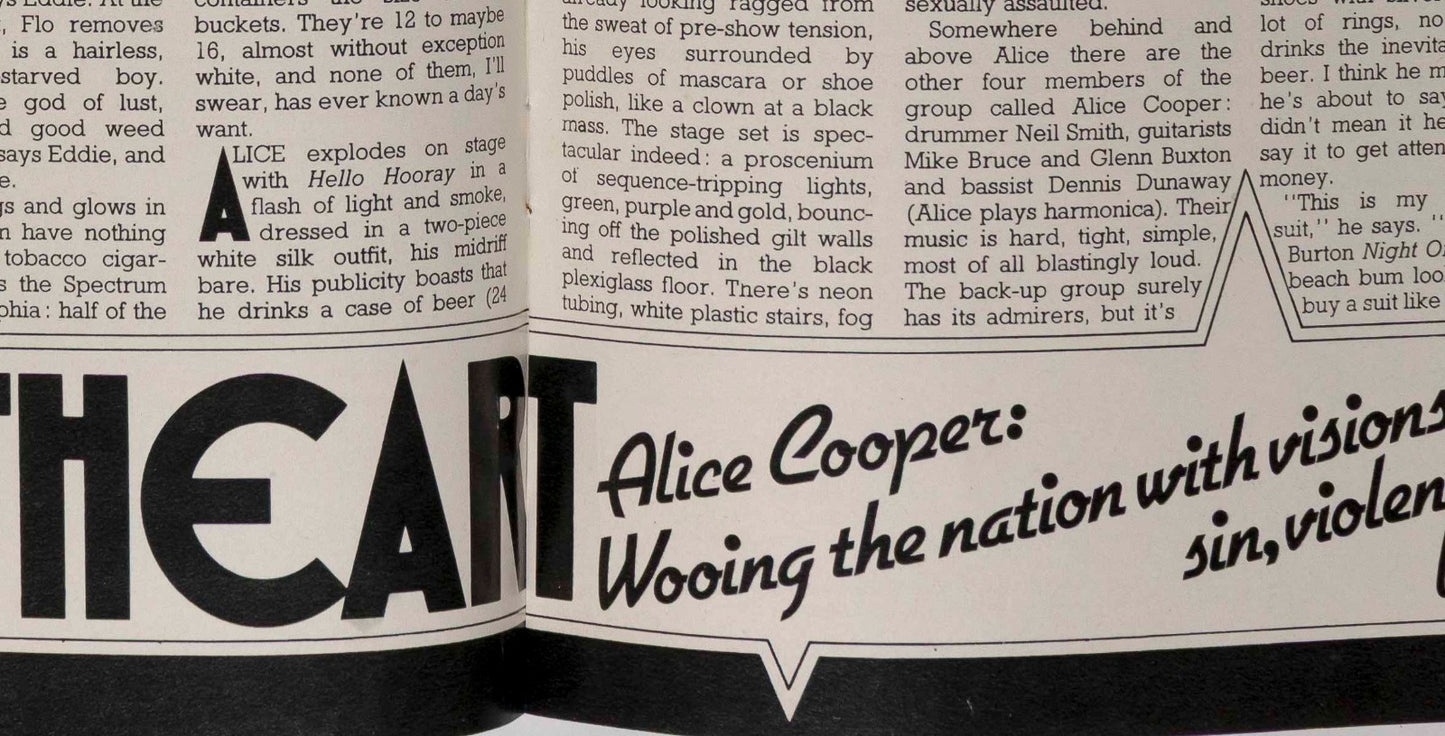 , Flo removes
is a hairless,
starved boy.
god of lust,
good weed
says Eddie, and
and glows in
have nothing
tobacco cigar-
the Spectrum
half of the
buckets. They're 12 to maybe
16, almost without exception
white, and none of them, I'll
swear, has ever known a day's
want.
ALICE explodes on stage
with Hello Hooray in a
flash of light and smoke,
dressed in a two-piece
white silk outfit, his midriff
bare. His publicity boasts that
he drinks a case of beer (24
already looking ragged from
the sweat of pre-show tension,
his eyes surrounded by
puddles of mascara or shoe
polish, like a clown at a black
mass. The stage set is spec-
tacular indeed: a proscenium
of sequence-tripping lights,
green, purple and gold, bounc-
ing off the polished gilt walls
and reflected in the black
plexiglass floor. There's neon
tubing, white plastic stairs, fog
sexually assaulted.
Somewhere behind and
above Alice there are the
other four members of the
group called Alice Cooper:
drummer Neil Smith, guitarists
Mike Bruce and Glenn Buxton
and bassist Dennis Dunaway
(Alice plays harmonica). Their
music is hard, tight, simple,
most of all blastingly loud.
The back-up group surely
has its admirers, but it's
lot of rings, no
drinks the
beer. I think he
he's about to
didn't mean it
say it to get
money.
"This is my
suit," he says. "
Burton Night
beach bum
buy a suit like
HEART
Alice Cooper:
Wooing the nation with visions
sin, violen